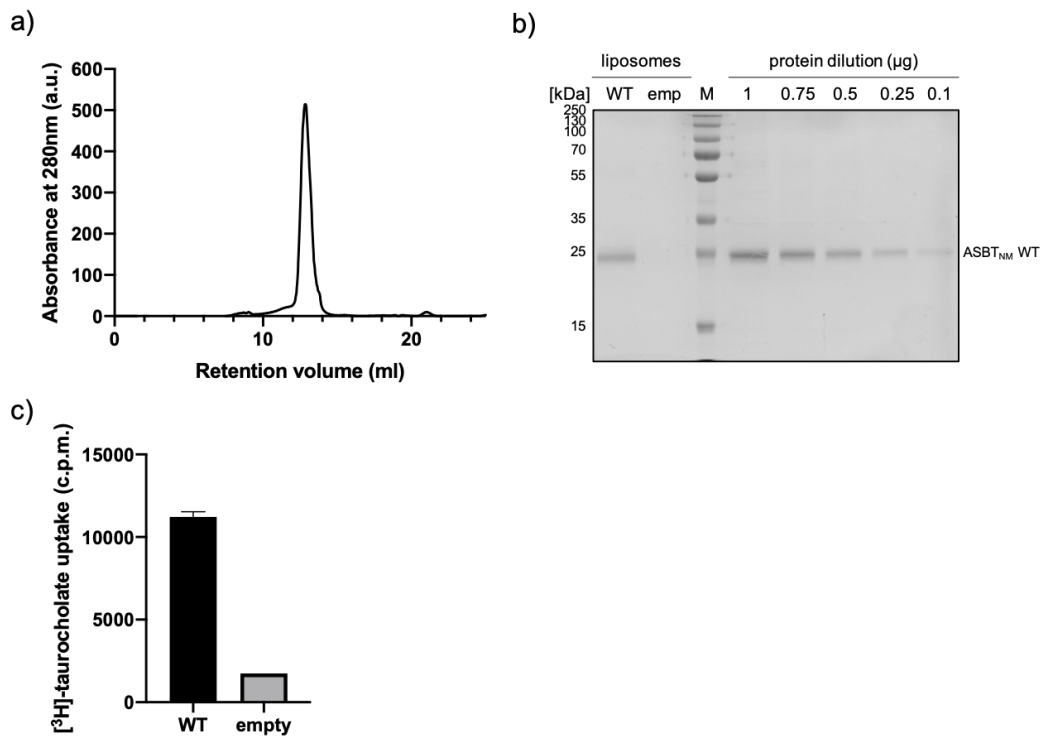 a)
600
500
400
300
200
100
0
Absorbance at 280nm (a.u.)
0 10 20
Retention volume (ml)
b)
liposomes protein dilution (µg)
[kDa] WT emp M 1 0.75 0.5 0.25 0.1
250
130
100
70
55
35
25 ASBTNM WT
15
c)
15000
10000
5000
0
[³H]-taurocholate uptake (c.p.m.)
WT empty